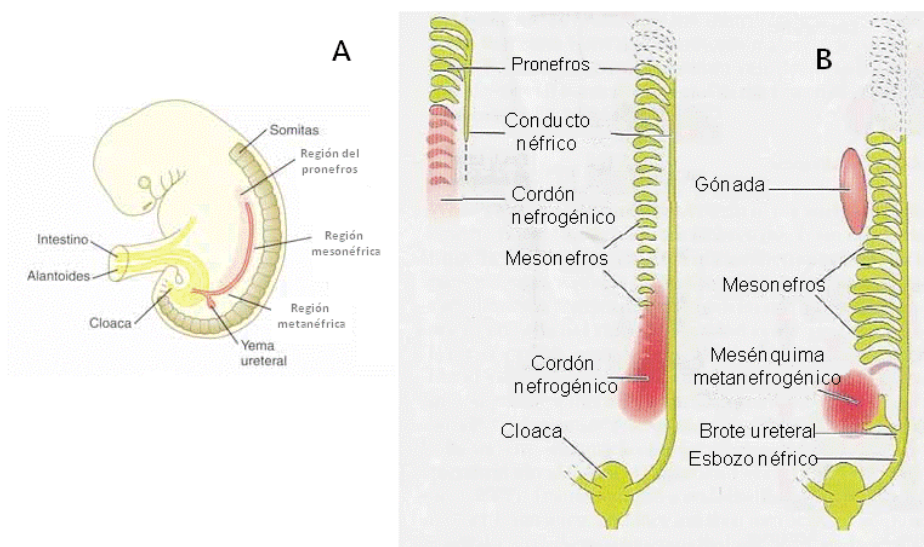 A
Somitas
Región del
pronefros
Intestino
Región
mesonéfrica
Alantoides
Región
metanéfrica
Cloaca
Yema
ureteral
B
Pronefros
Conducto
néfrico
Cordón
nefrogénico
Mesonefros
Cordón
nefrogénico
Cloaca
Gónada
Mesonefros
Mesénquima
metanefrogénico
Brote ureteral
Esbozo néfrico